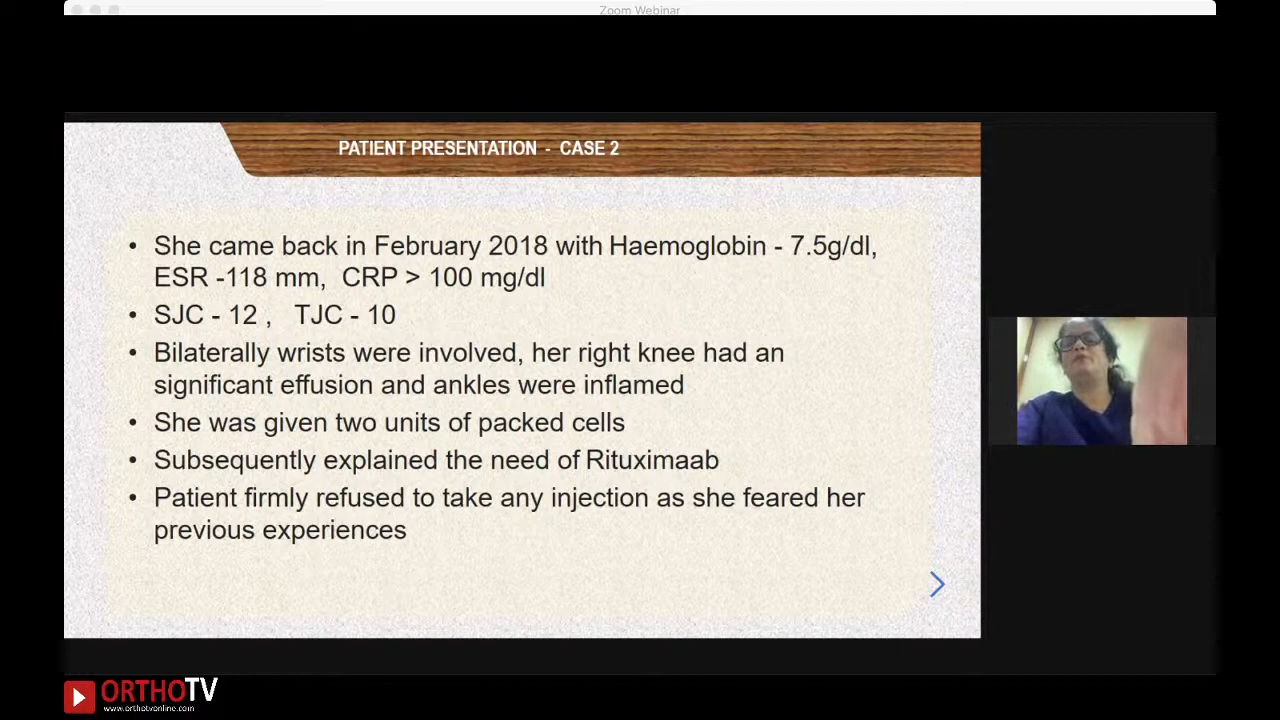 Zoom Webinar
PATIENT PRESENTATION - CASE 2
• She came back in February 2018 with Haemoglobin - 7.5g/dl,
ESR -118 mm, CRP > 100 mg/dl
• SJC - 12 , TJC - 10
• Bilaterally wrists were involved, her right knee had an
significant effusion and ankles were inflamed
• She was given two units of packed cells
• Subsequently explained the need of Rituximaab
• Patient firmly refused to take any injection as she feared her
previous experiences
ORTHOTV
www.orthotvonline.com